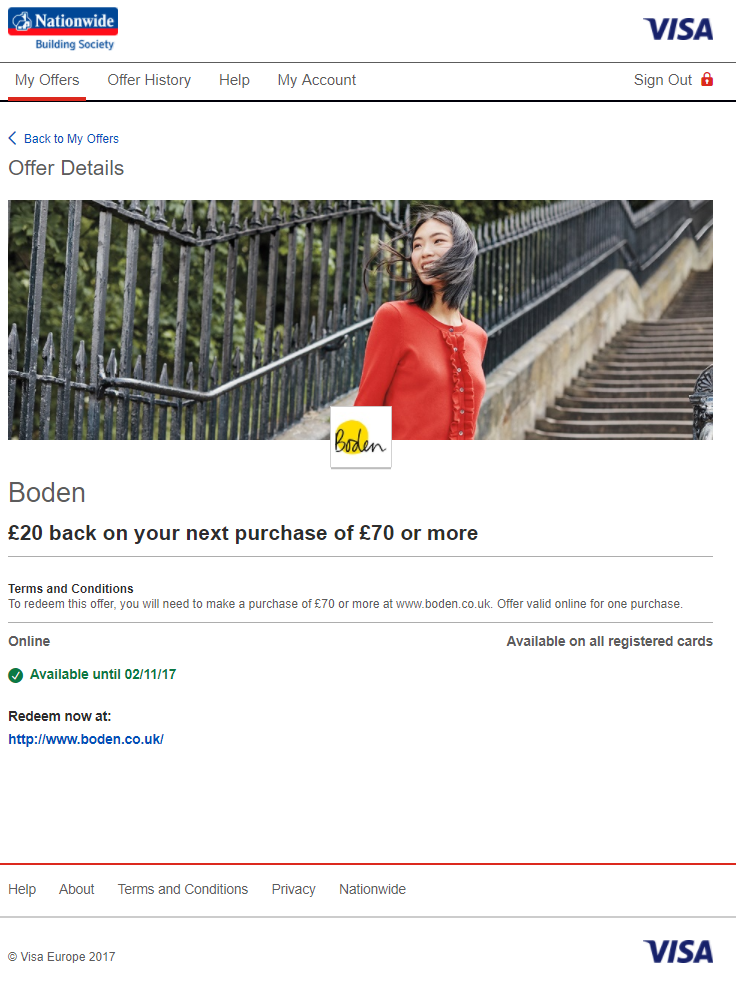 Nationwide
Building Society
VISA
My Offers Offer History Help My Account Sign Out
Back to My Offers
Offer Details
Boden
Boden
£20 back on your next purchase of £70 or more
Terms and Conditions
To redeem this offer, you will need to make a purchase of £70 or more at www.boden.co.uk. Offer valid online for one purchase.
Online Available on all registered cards
Available until 02/11/17
Redeem now at:
http://www.boden.co.uk/
Help About Terms and Conditions Privacy Nationwide
© Visa Europe 2017 VISA